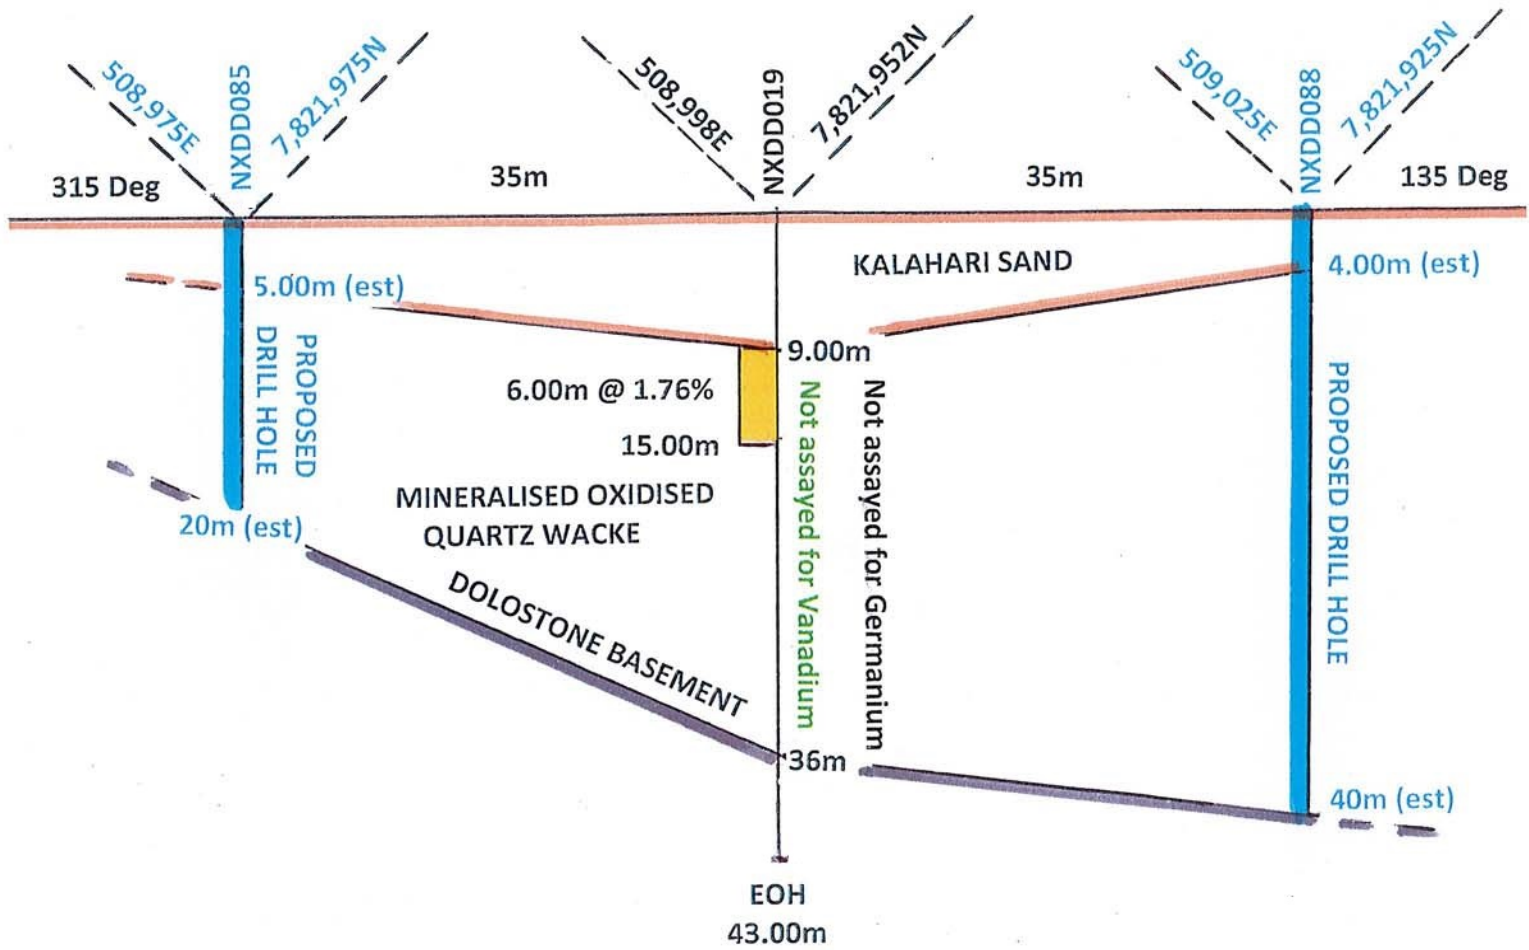 508,975E
NXDD085
7,821,975N
508,998E
NXDD019
7,821,952N
509,025E
NXDD088
7,821,925N
315 Deg
35m
35m
135 Deg
KALAHARI SAND
5.00m (est)
4.00m (est)
9.00m
PROPOSED
DRILL HOLE
6.00m @ 1.76%
15.00m
Not assayed for Vanadium
Not assayed for Germanium
PROPOSED DRILL HOLE
MINERALISED OXIDISED
QUARTZ WACKE
20m (est)
DOLOSTONE BASEMENT
36m
40m (est)
EOH
43.00m